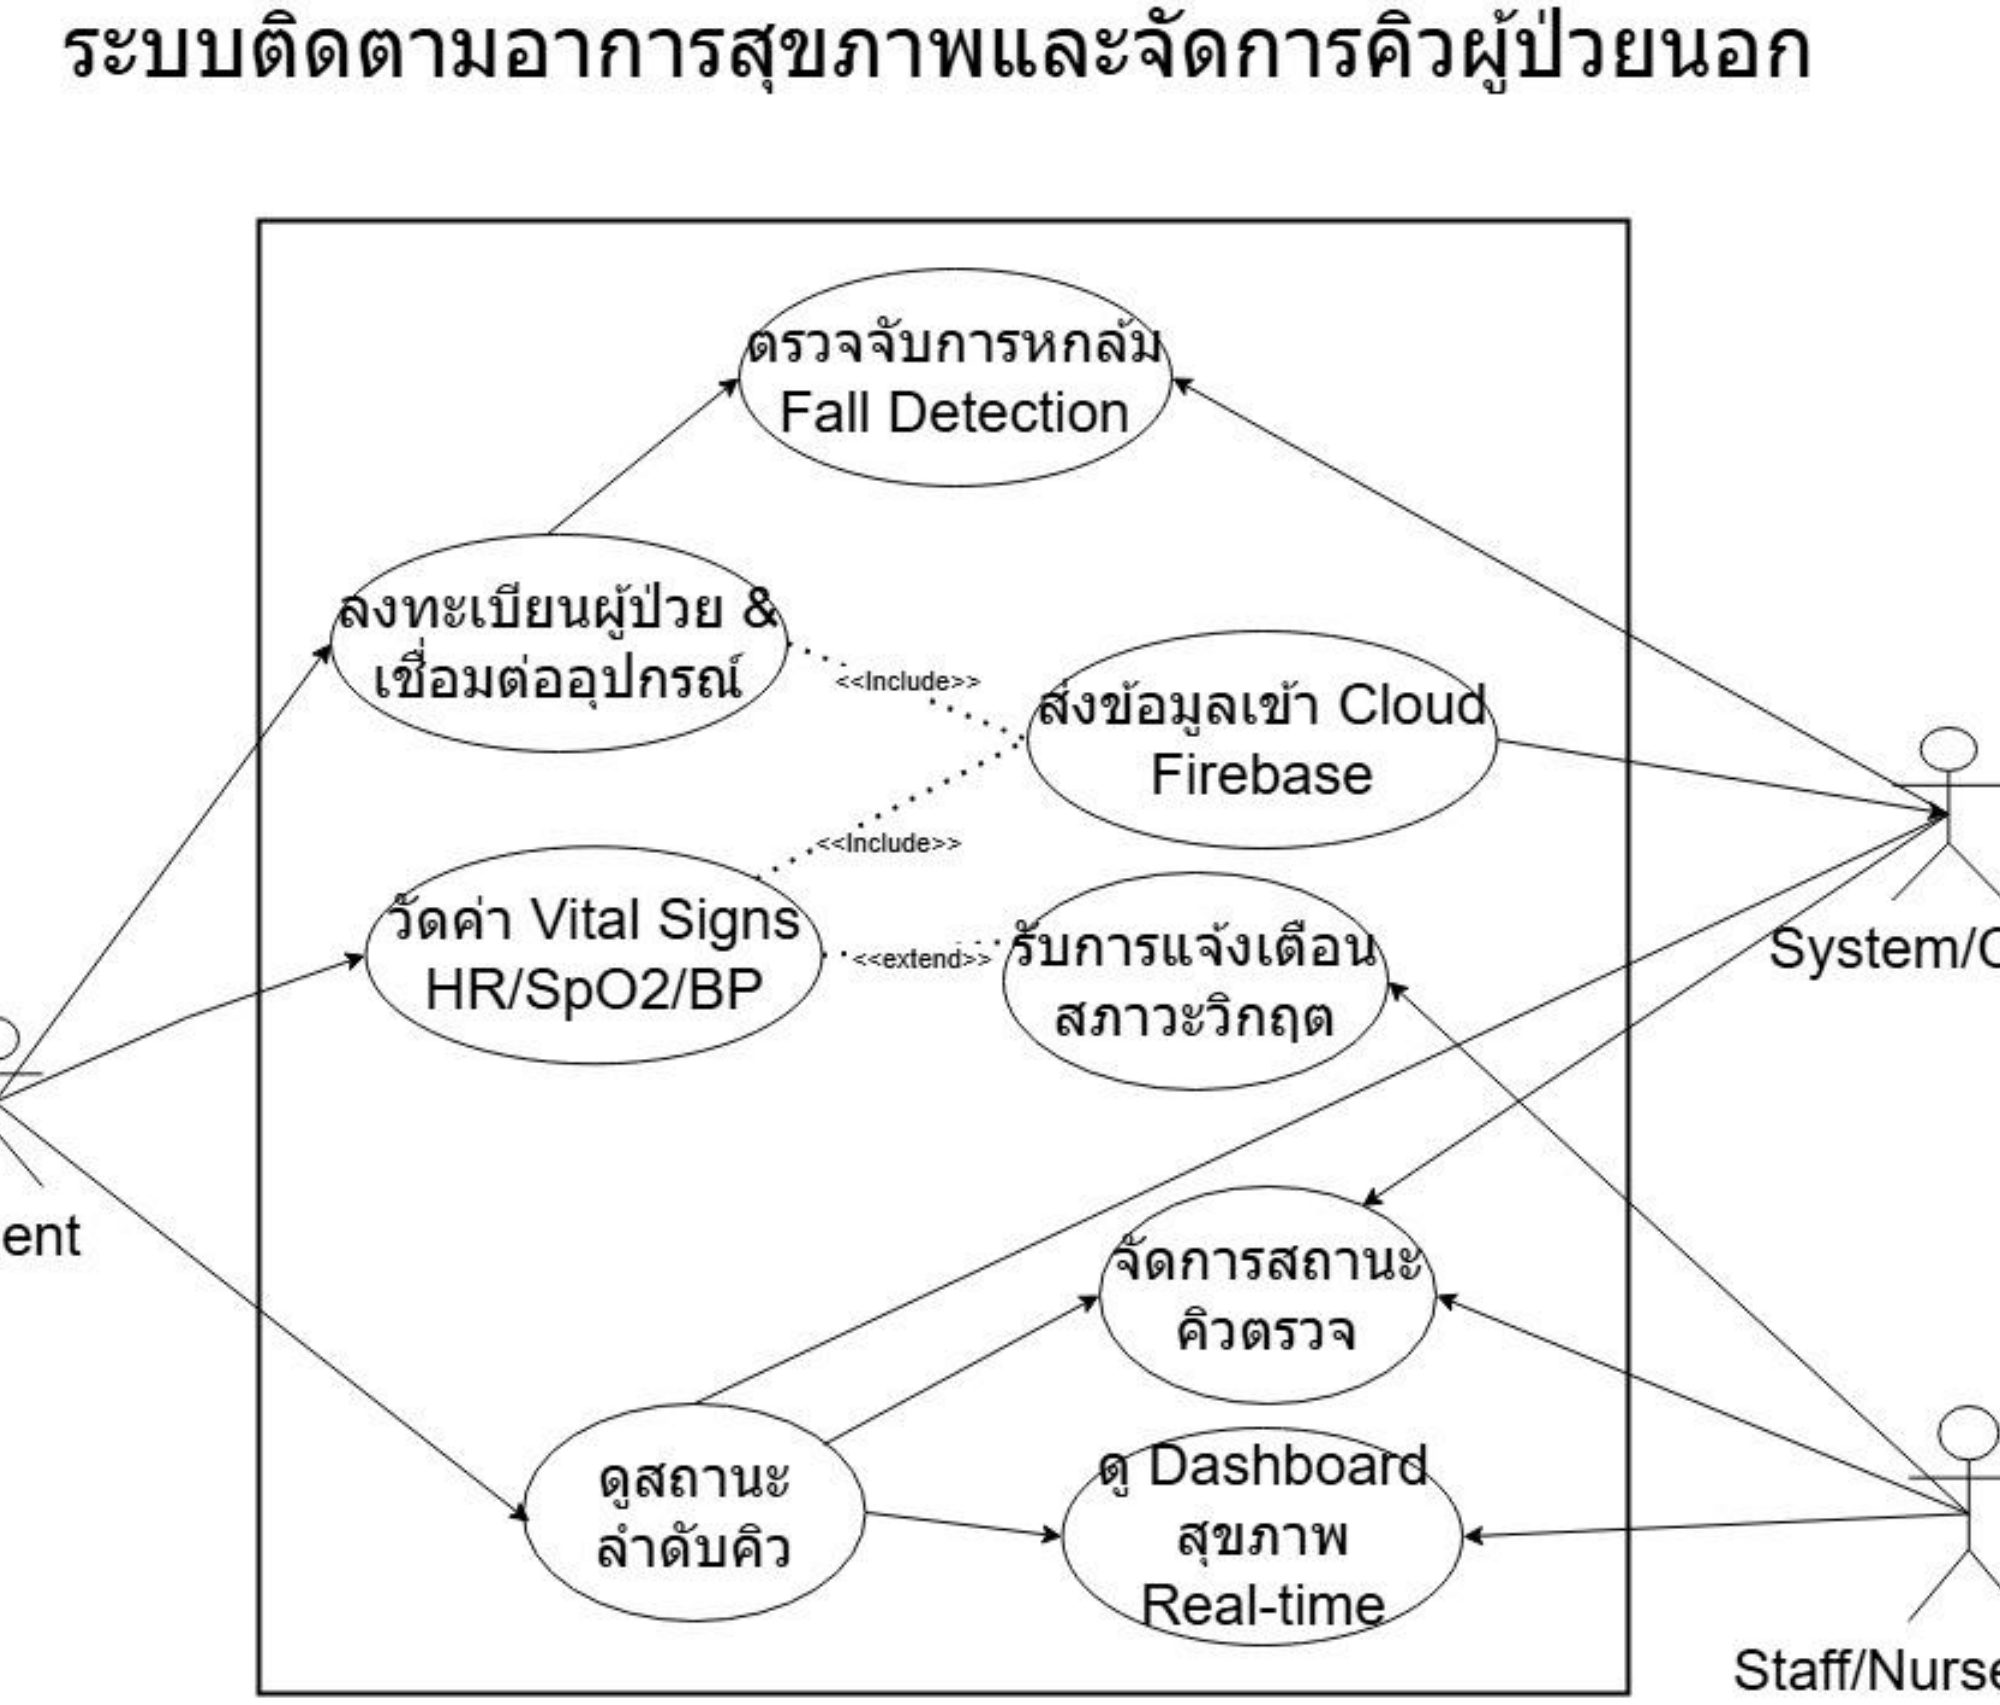 ระบบติดตามอาการสุขภาพและจัดการคิวผู้ป่วยนอก
ตรวจจับการหกล้ม
Fall Detection
ลงทะเบียนผู้ป่วย &
เชื่อมต่ออุปกรณ์
<<Include>>
ส่งข้อมูลเข้า Cloud
Firebase
<<Include>>
วัดค่า Vital Signs
HR/SpO2/BP
<<extend>>
รับการแจ้งเตือน
สภาวะวิกฤต
System/C
ent
จัดการสถานะ
คิวตรวจ
ดูสถานะ
ลำดับคิว
ดู Dashboard
สุขภาพ
Real-time
Staff/Nurse